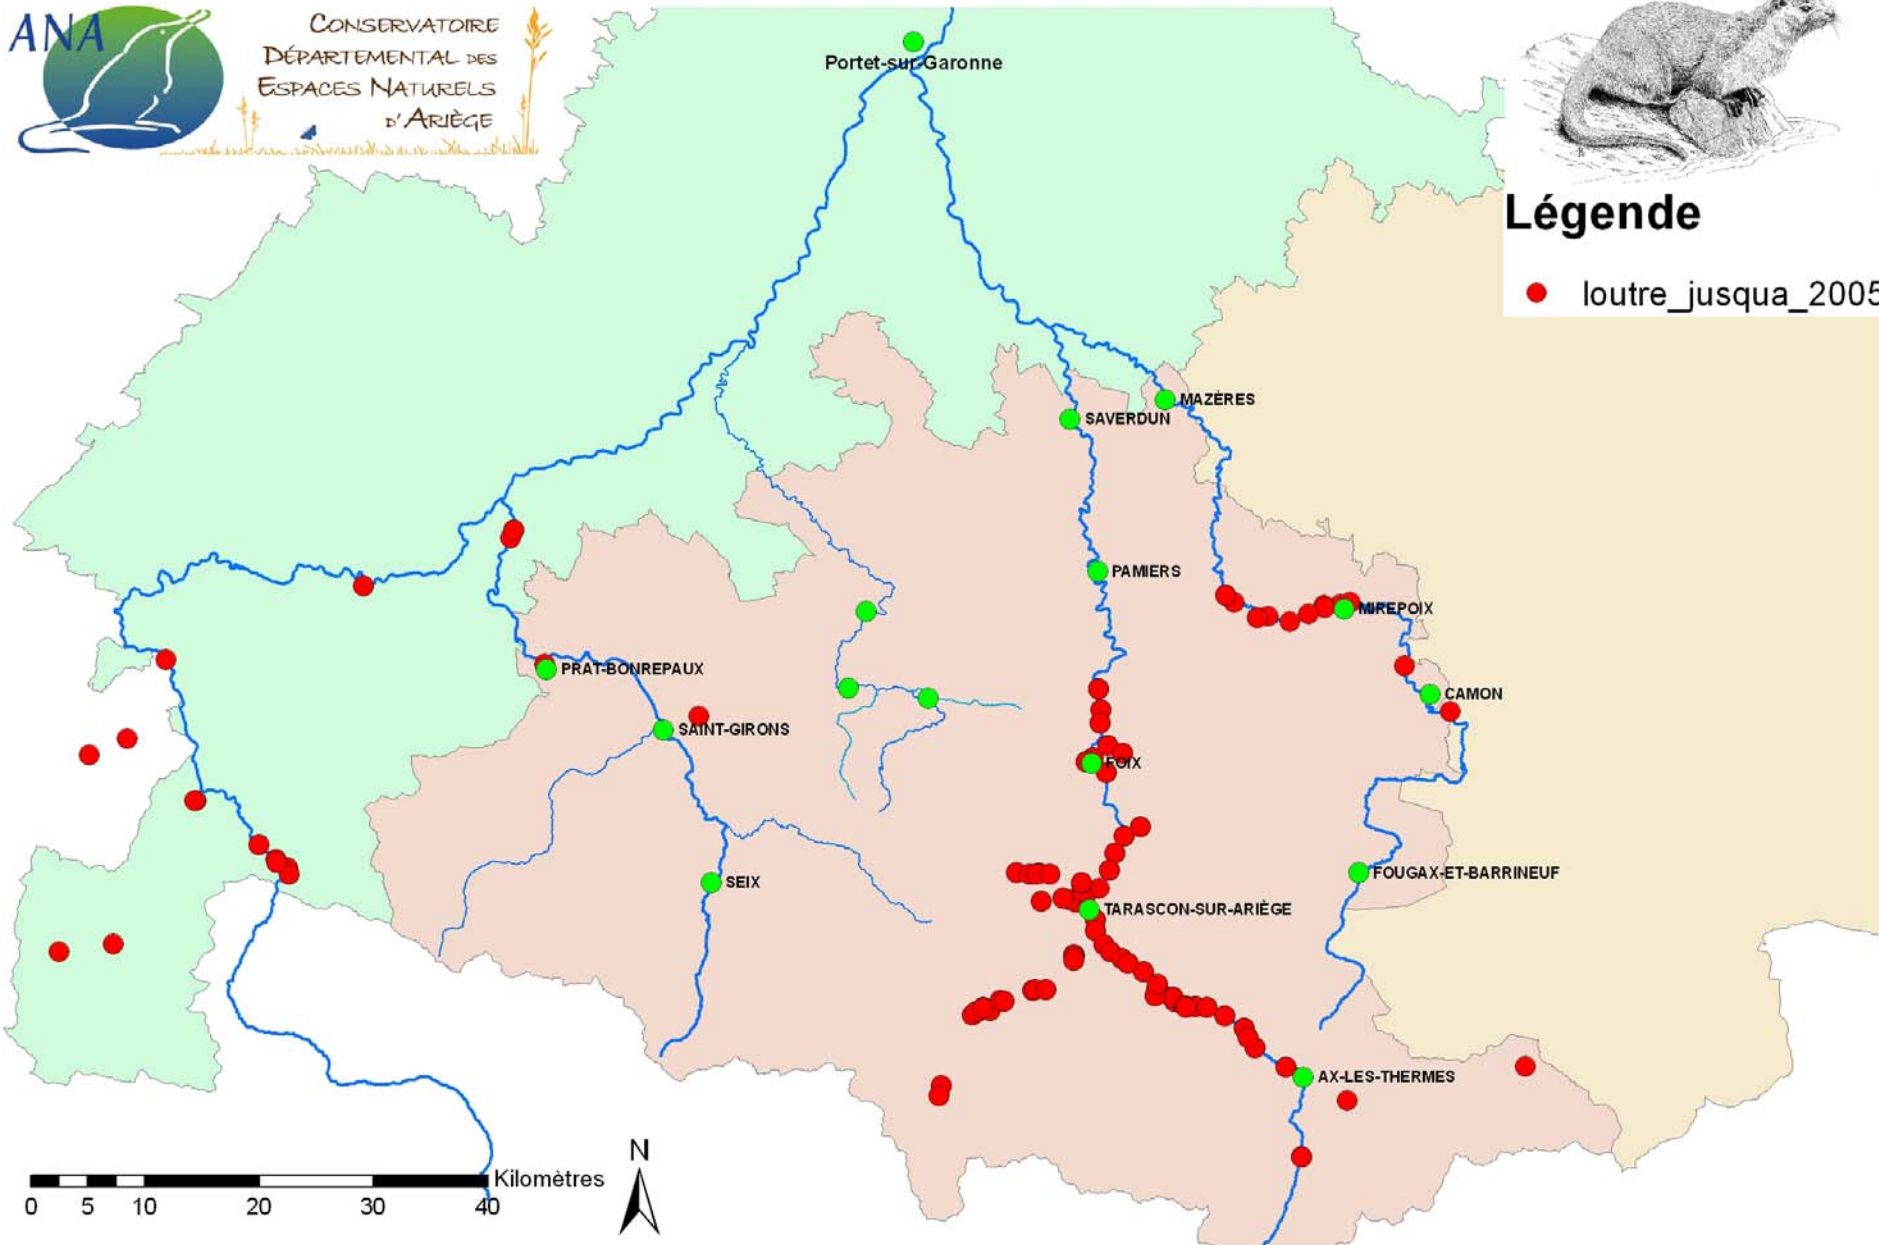 ANA
CONSERVATOIRE
DÉPARTEMENTAL DES
ESPACES NATURELS
D'ARIÈGE
Portet-sur-Garonne
Légende
loutre_jusqua_2005
MAZÈRES
SAVERDUN
PAMIERS
MIREPOIX
PRAT-BONREPAUX
CAMON
SAINT-GIRONS
FOIX
FOUGAX-ET-BARRINEUF
SEIX
TARASCON-SUR-ARIÈGE
AX-LES-THERMES
N
Kilomètres
0 5 10 20 30 40